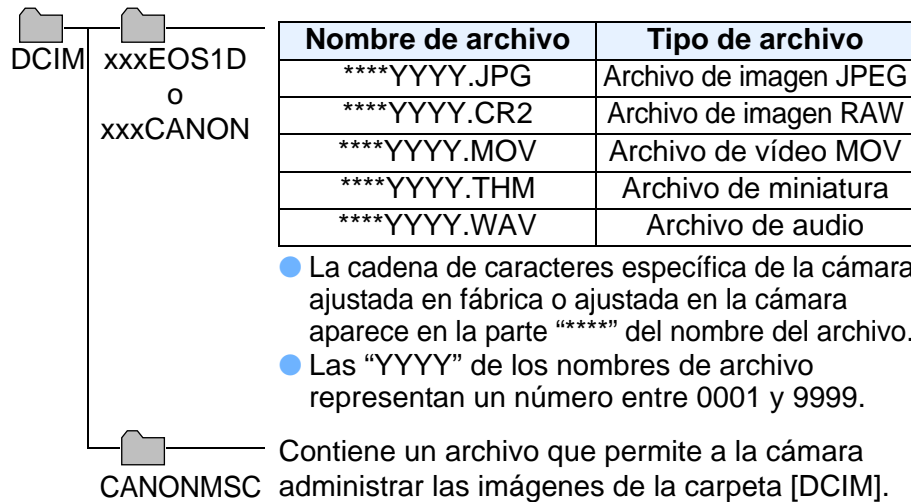 DCIM
xxxEOS1D
o
xxxCANON
Nombre de archivo Tipo de archivo
****YYYY.JPG Archivo de imagen JPEG
****YYYY.CR2 Archivo de imagen RAW
****YYYY.MOV Archivo de vídeo MOV
****YYYY.THM Archivo de miniatura
****YYYY.WAV Archivo de audio
● La cadena de caracteres específica de la cámara
ajustada en fábrica o ajustada en la cámara
aparece en la parte “****” del nombre del archivo.
● Las “YYYY” de los nombres de archivo
representan un número entre 0001 y 9999.
CANONMSC
Contiene un archivo que permite a la cámara
administrar las imágenes de la carpeta [DCIM].